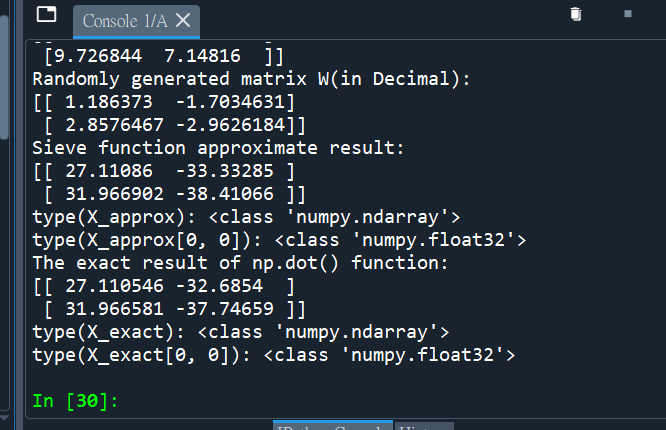 Console 1/A
[9.726844  7.14816  ]]
Randomly generated matrix W(in Decimal):
[[ 1.186373  -1.7034631]
 [ 2.8576467 -2.9626184]]
Sieve function approximate result:
[[ 27.11086  -33.33285 ]
 [ 31.966902 -38.41066 ]]
type(X_approx): <class 'numpy.ndarray'>
type(X_approx[0, 0]): <class 'numpy.float32'>
The exact result of np.dot() function:
[[ 27.110546 -32.6854  ]
 [ 31.966581 -37.74659 ]]
type(X_exact): <class 'numpy.ndarray'>
type(X_exact[0, 0]): <class 'numpy.float32'>
In [30]: